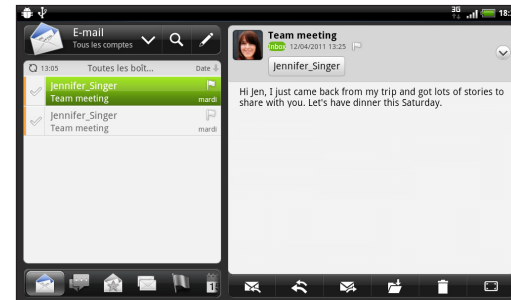 3G 18:
E-mail
Tous les comptes
13:05 Toutes les boît... Date
Jennifer_Singer
Team meeting mardi
Jennifer_Singer
Team meeting mardi
Team meeting
Inbox 12/04/2011 13:25
Jennifer_Singer
Hi Jen, I just came back from my trip and got lots of stories to
share with you. Let's have dinner this Saturday.